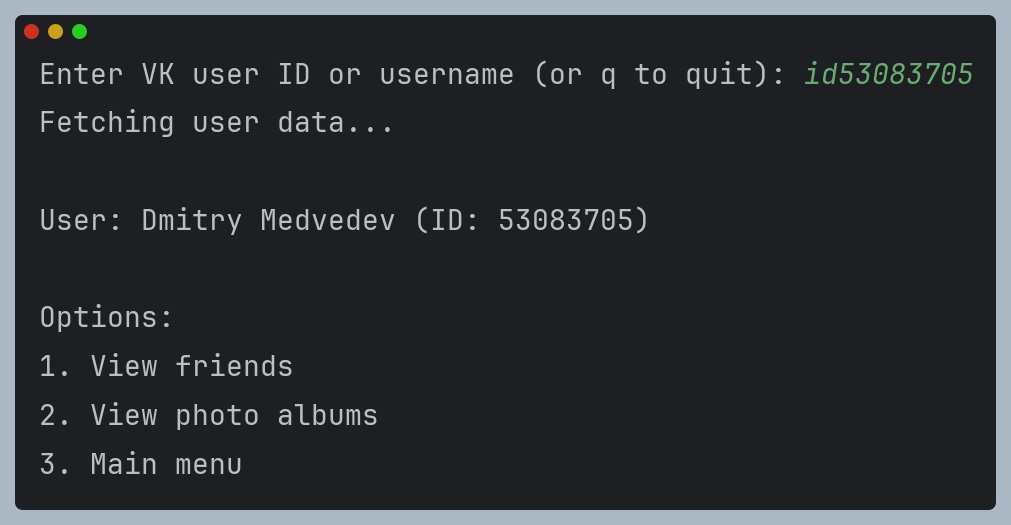 Enter VK user ID or username (or q to quit): id53083705
Fetching user data...
User: Dmitry Medvedev (ID: 53083705)
Options:
1. View friends
2. View photo albums
3. Main menu